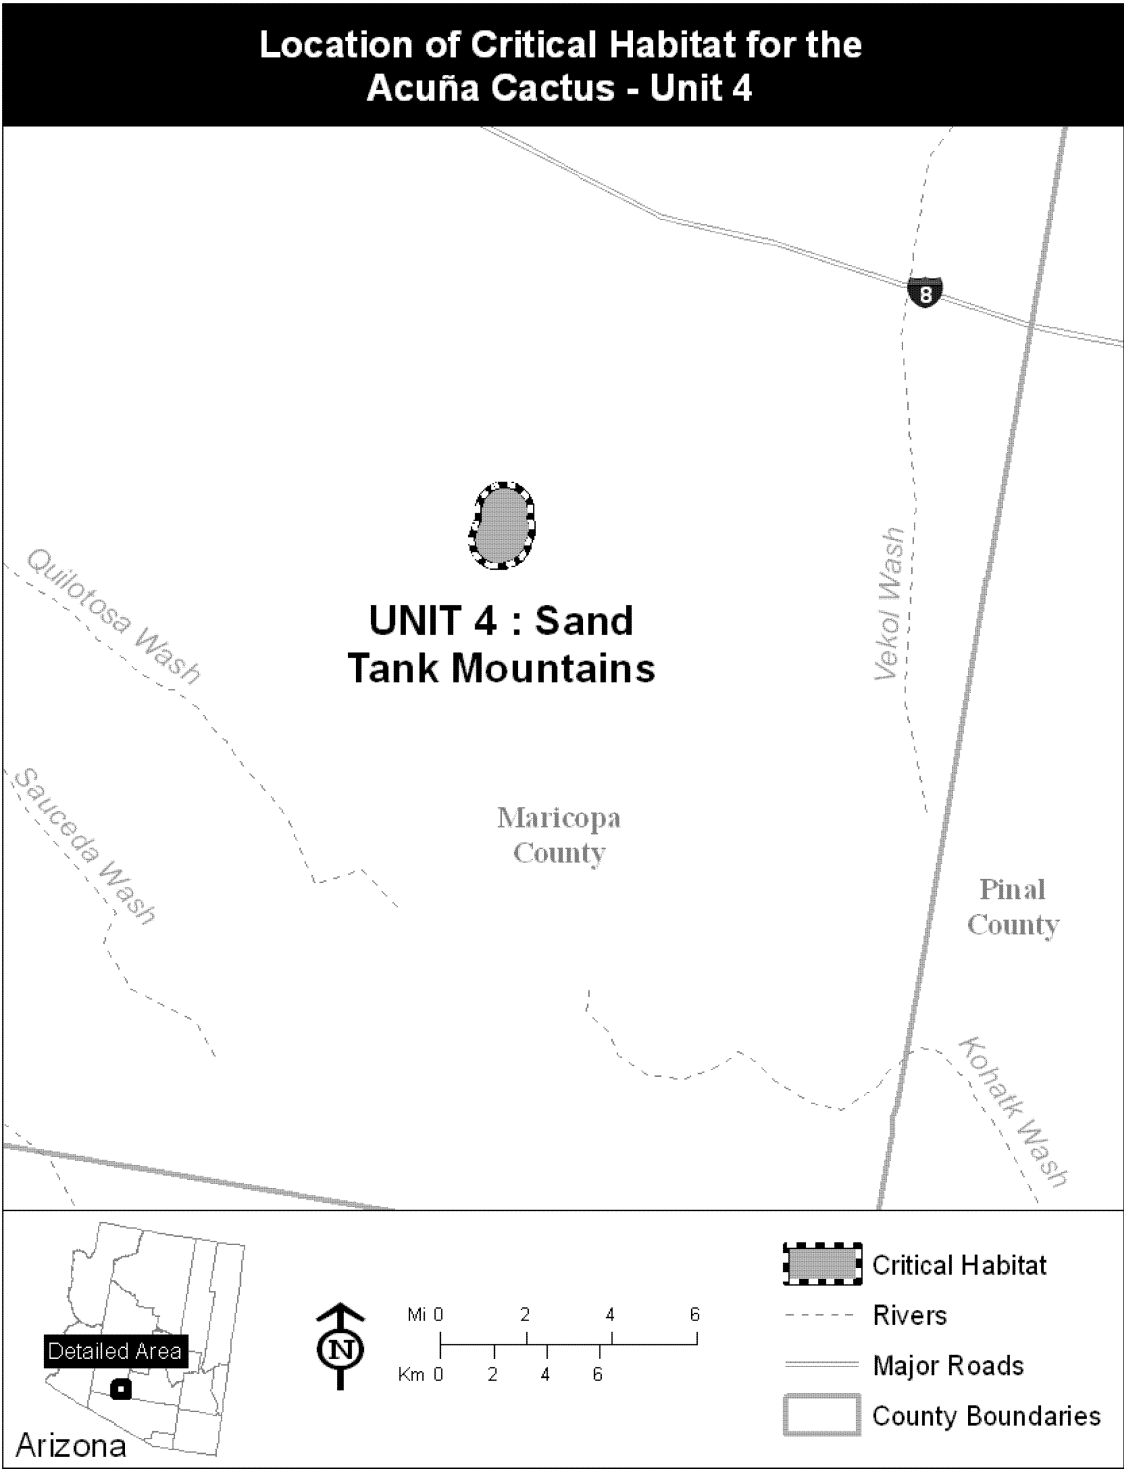 Location of Critical Habitat for the
Acuña Cactus - Unit 4
8
Quilotosa Wash
Vekol Wash
UNIT 4 : Sand
Tank Mountains
Sauceda Wash
Maricopa
County
Pinal
County
Kohatk Wash
Detailed Area
Arizona
N
Mi 0 2 4 6
Km 0 2 4 6
Critical Habitat
Rivers
Major Roads
County Boundaries